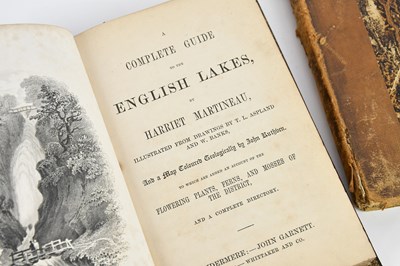 A
COMPLETE GUIDE
TO THE
ENGLISH LAKES,
BY
HARRIET MARTINEAU,
ILLUSTRATED FROM DRAWINGS BY T. L. ASPLAND
AND W. BANKS,
And a Map Coloured Geologically by John Ruthven.
TO WHICH ARE ADDED AN ACCOUNT OF THE
FLOWERING PLANTS, FERNS, AND MOSSES OF
THE DISTRICT,
AND A COMPLETE DIRECTORY.
NDERMERE:—JOHN GARNETT.
WHITTAKER AND CO.